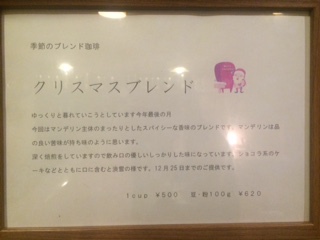 季節のブレンド珈琲
クリスマスブレンド
ゆっくりと暮れていこうとしています今年最後の月
今回はマンデリン主体のまったりとしたスパイシーな風味のブレンドです。マンデリンは品
の良い苦味が持ち味のように思います。
深く焙煎をしていますので飲み口の優しいしっかりした味になっています。ショコラ系のケ
ーキなどとともに口に含むと良い の様です。12月25日までのご提供です。
1cup ¥500 豆・粉100g ¥620